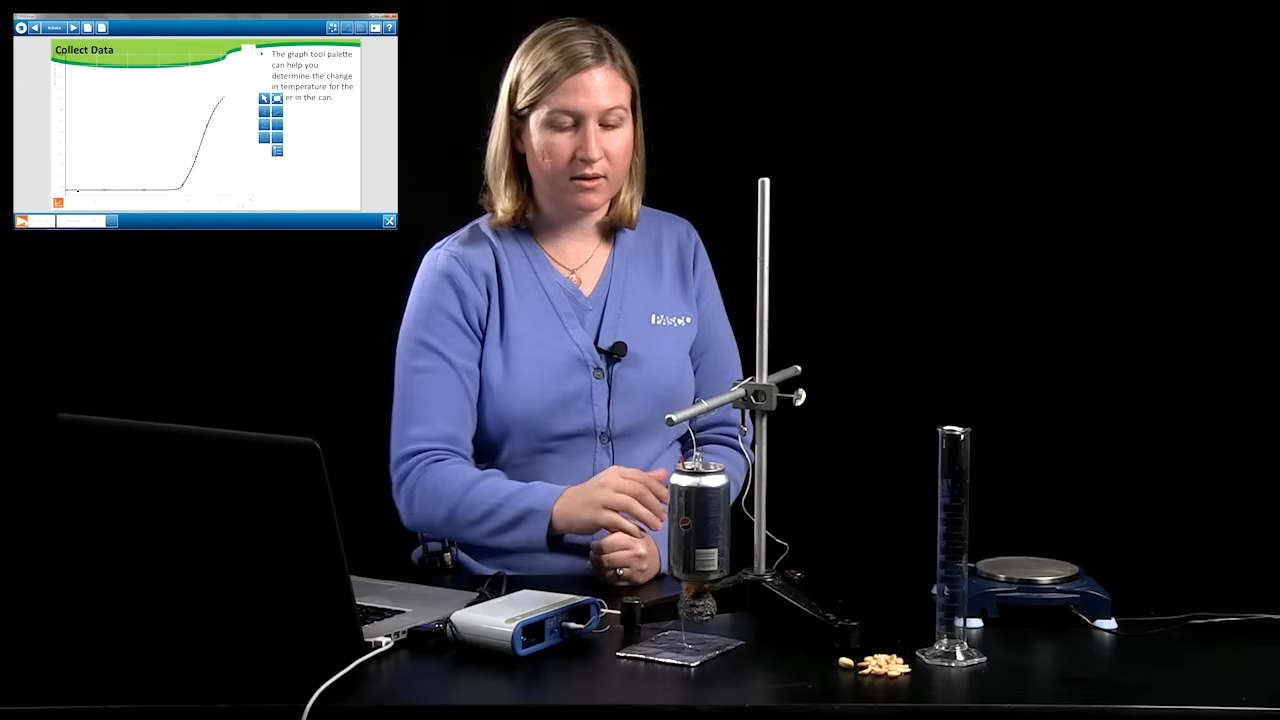 Collect Data
• The graph tool palette
can help you
determine the change
in temperature for the
er in the can.
PASCO